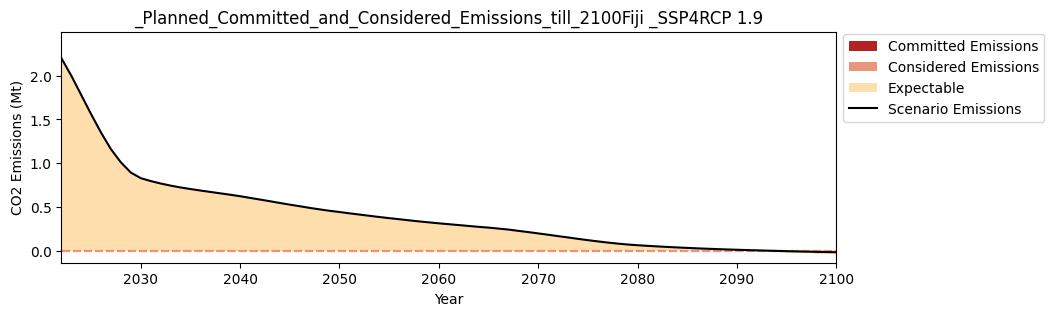 _Planned_Committed_and_Considered_Emissions_till_2100Fiji _SSP4RCP 1.9
CO2 Emissions (Mt)
2.0
1.5
1.0
0.5
0.0
2030 2040 2050 2060 2070 2080 2090 2100
Year
Committed Emissions
Considered Emissions
Expectable
Scenario Emissions